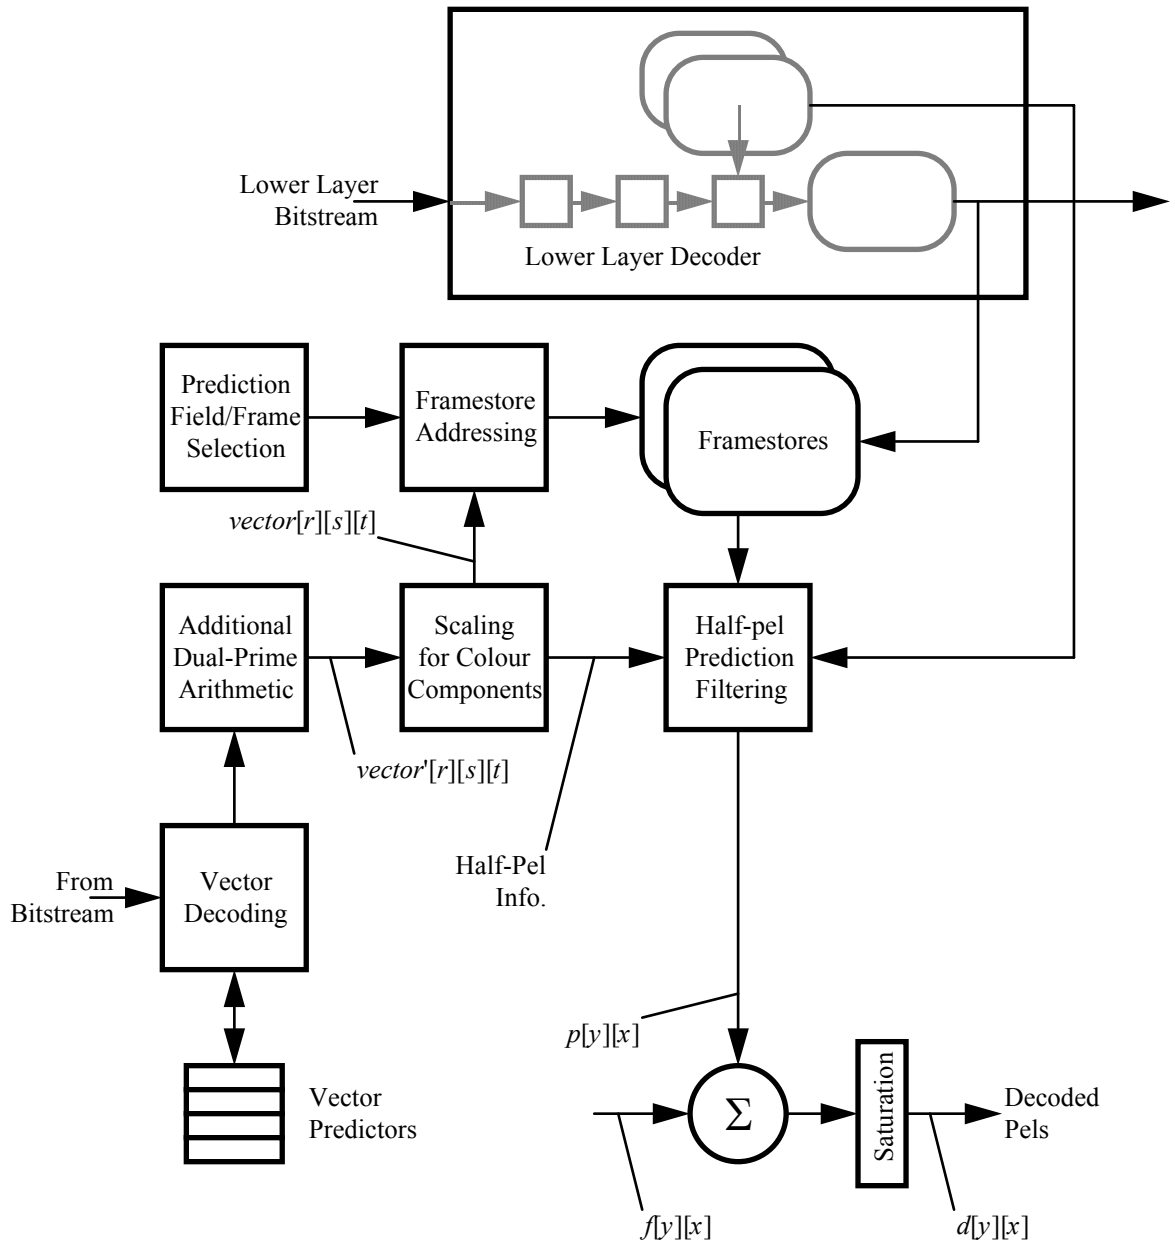 Lower Layer
Bitstream
Lower Layer Decoder
Prediction
Field/Frame
Selection
Framestore
Addressing
Framestores
vector[r][s][t]
Additional
Dual-Prime
Arithmetic
Scaling
for Colour
Components
Half-pel
Prediction
Filtering
vector'[r][s][t]
From
Bitstream
Vector
Decoding
Half-Pel
Info.
p[y][x]
Vector
Predictors
Σ
Saturation
Decoded
Pels
f[y][x]
d[y][x]